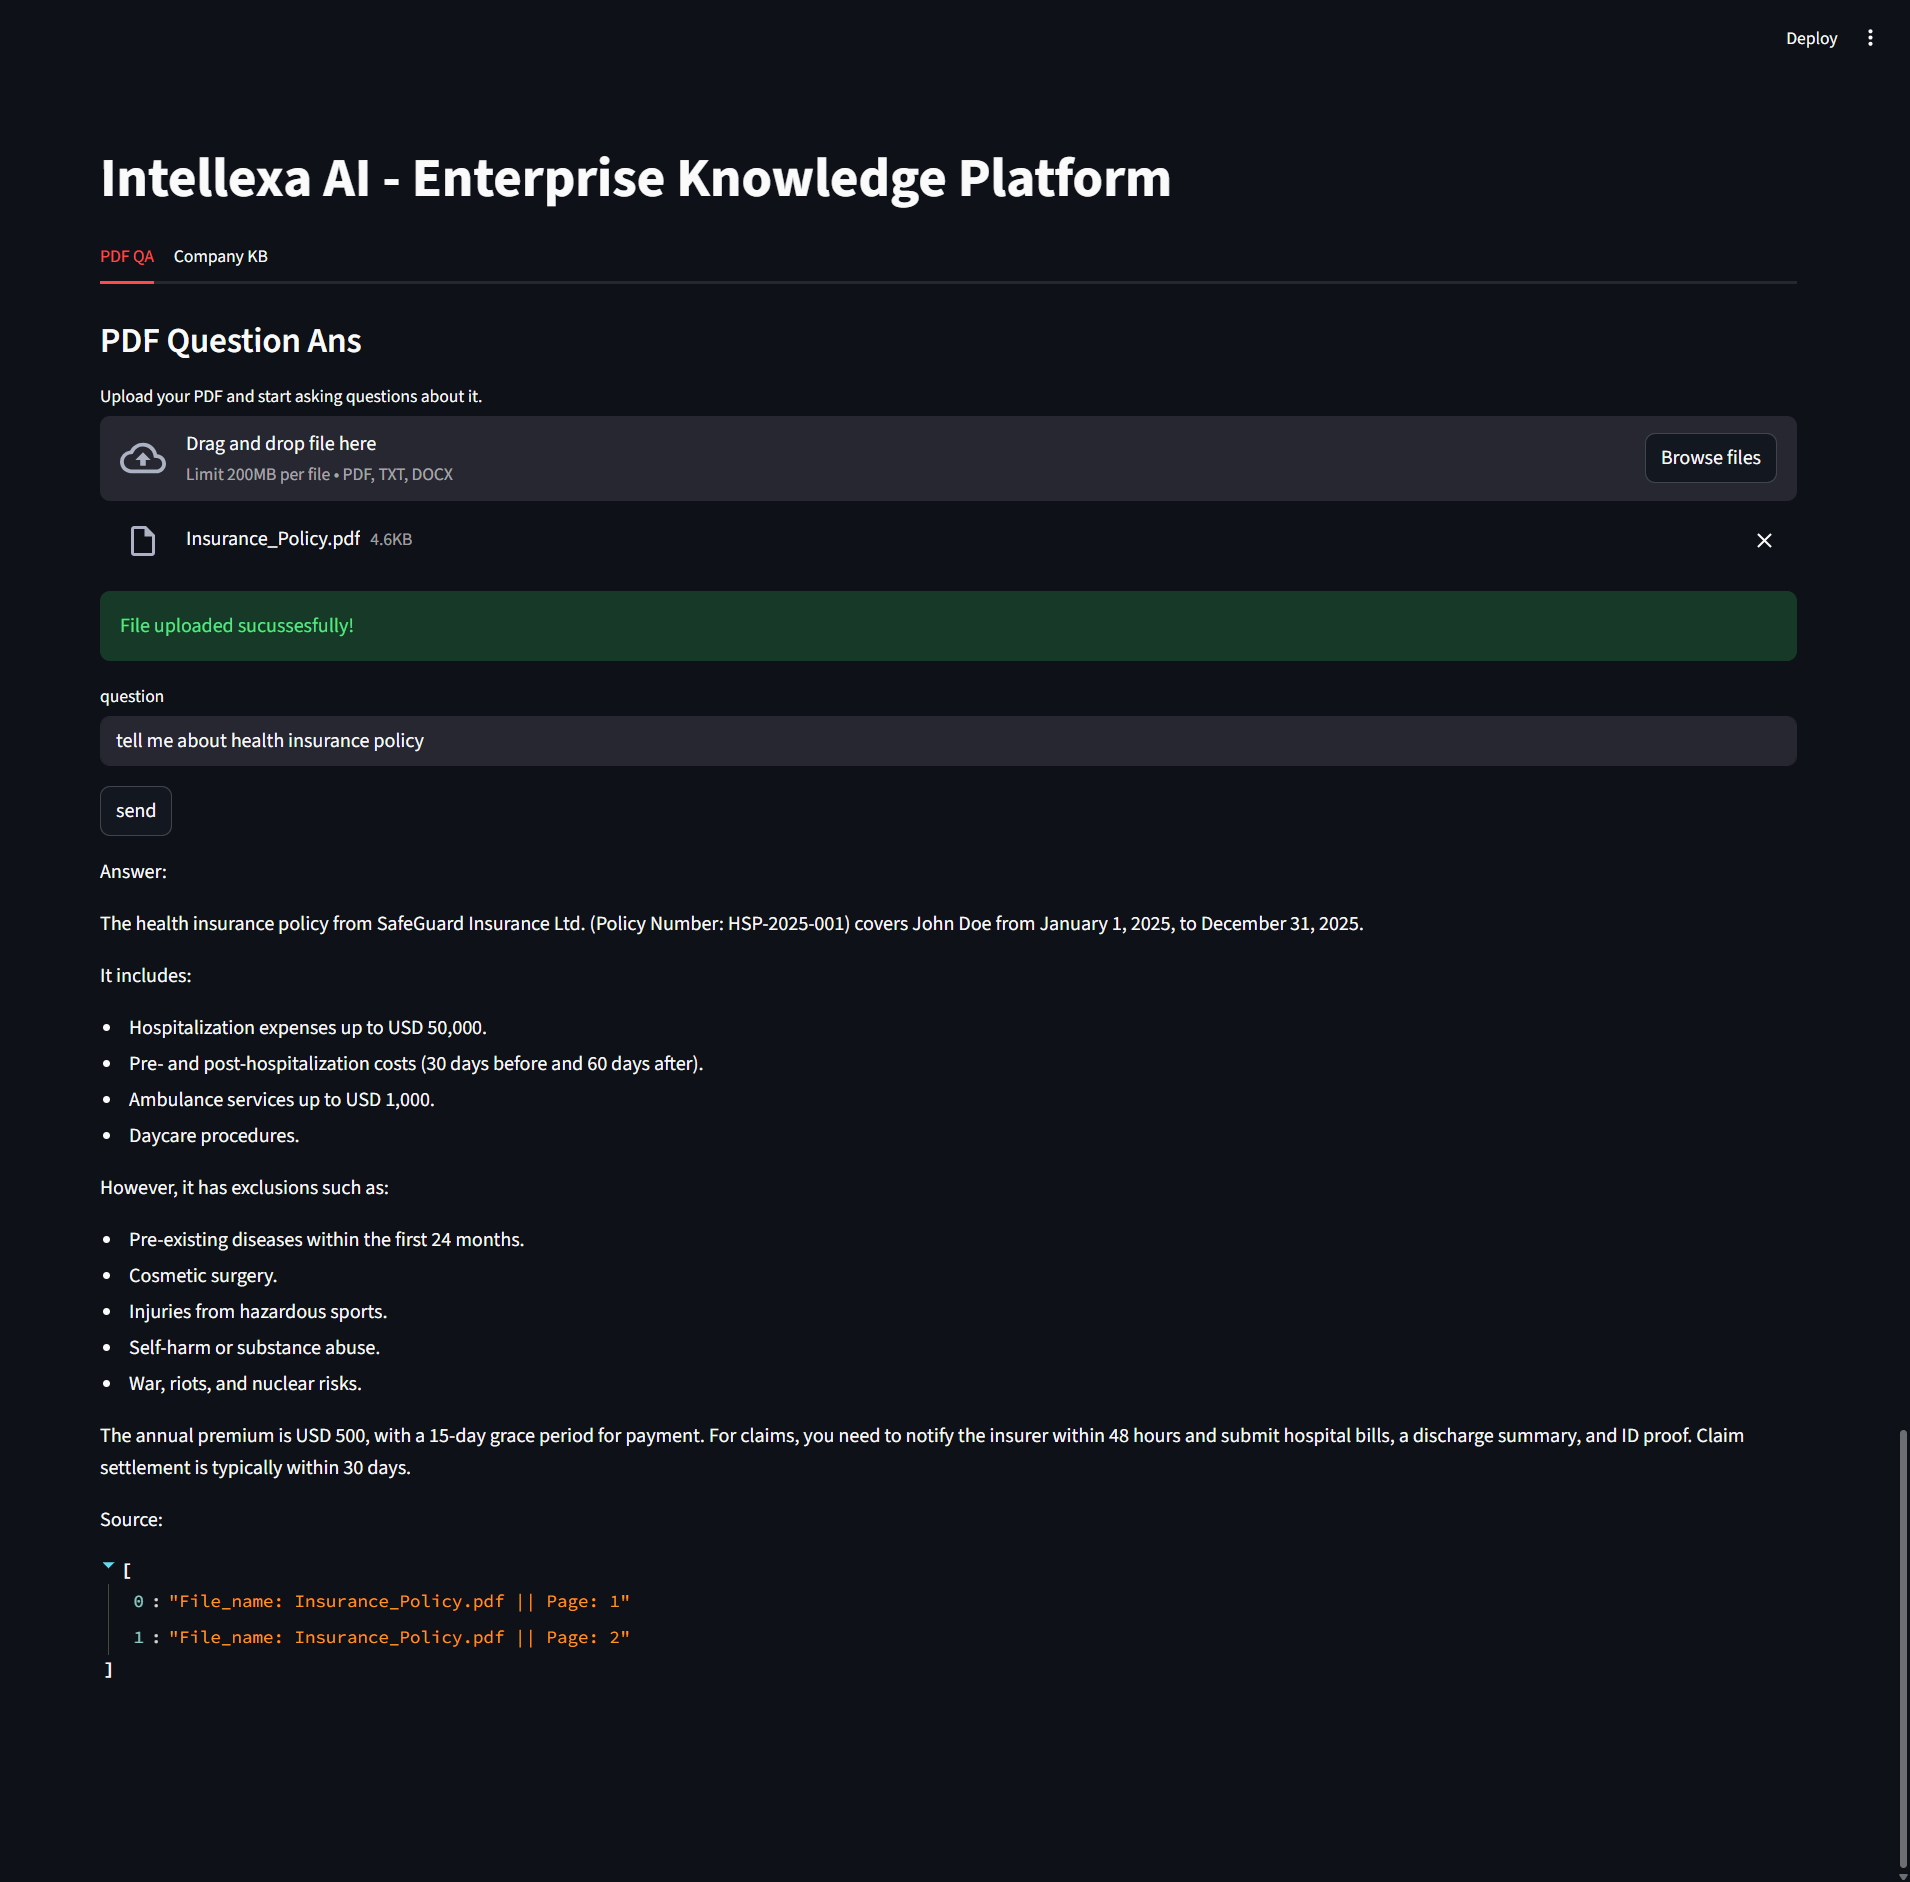 Deploy
Intellexa AI - Enterprise Knowledge Platform
PDF QA Company KB
PDF Question Ans
Upload your PDF and start asking questions about it.
Drag and drop file here
Limit 200MB per file • PDF, TXT, DOCX
Browse files
Insurance_Policy.pdf 4.6KB
File uploaded sucussesfully!
question
tell me about health insurance policy
send
Answer:
The health insurance policy from SafeGuard Insurance Ltd. (Policy Number: HSP-2025-001) covers John Doe from January 1, 2025, to December 31, 2025.
It includes:
• Hospitalization expenses up to USD 50,000.
• Pre- and post-hospitalization costs (30 days before and 60 days after).
• Ambulance services up to USD 1,000.
• Daycare procedures.
However, it has exclusions such as:
• Pre-existing diseases within the first 24 months.
• Cosmetic surgery.
• Injuries from hazardous sports.
• Self-harm or substance abuse.
• War, riots, and nuclear risks.
The annual premium is USD 500, with a 15-day grace period for payment. For claims, you need to notify the insurer within 48 hours and submit hospital bills, a discharge summary, and ID proof. Claim
settlement is typically within 30 days.
Source:
[
0 : "File_name: Insurance_Policy.pdf || Page: 1"
1 : "File_name: Insurance_Policy.pdf || Page: 2"
]